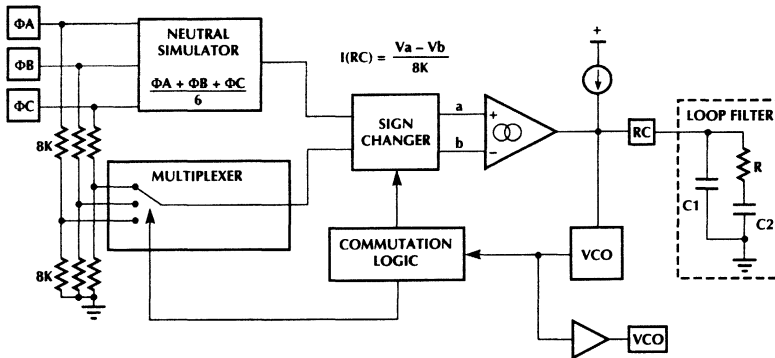 ΦA
ΦB
ΦC
NEUTRAL
SIMULATOR
ΦA + ΦB + ΦC
6
I(RC) = Va – Vb
8K
+
SIGN
CHANGER
a
b
+
–
RC
LOOP FILTER
R
C1
C2
8K
MULTIPLEXER
8K
COMMUTATION
LOGIC
VCO
VCO